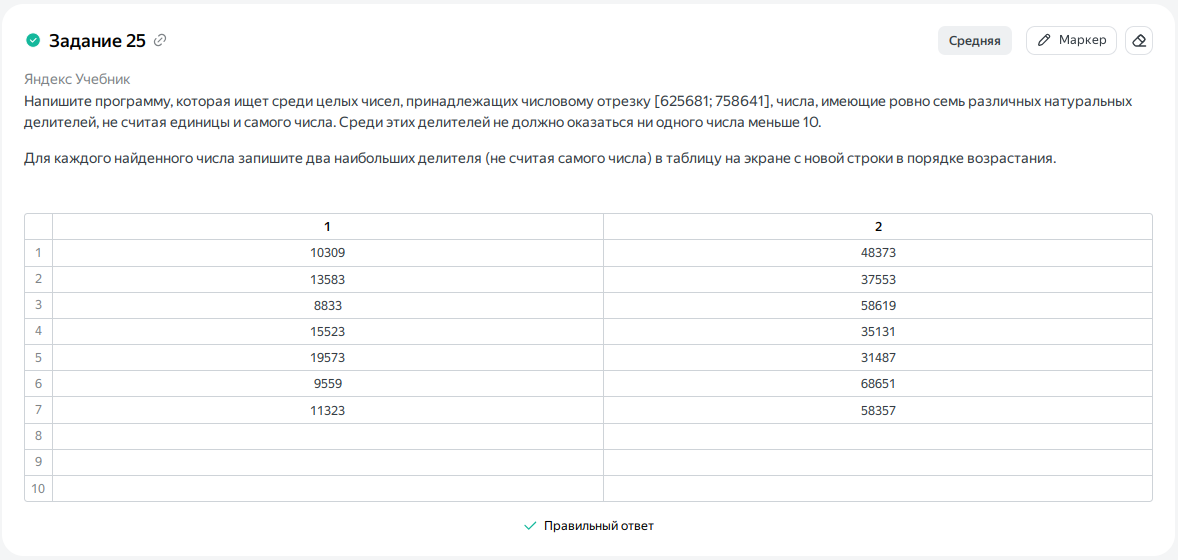 Задание 25
Средняя
Маркер
Яндекс Учебник
Напишите программу, которая ищет среди целых чисел, принадлежащих числовому отрезку [625681; 758641], числа, имеющие ровно семь различных натуральных
делителей, не считая единицы и самого числа. Среди этих делителей не должно оказаться ни одного числа меньше 10.
Для каждого найденного числа запишите два наибольших делителя (не считая самого числа) в таблицу на экране с новой строки в порядке возрастания.
1 2
1 10309 48373
2 13583 37553
3 8833 58619
4 15523 35131
5 19573 31487
6 9559 68651
7 11323 58357
8
9
10
Правильный ответ